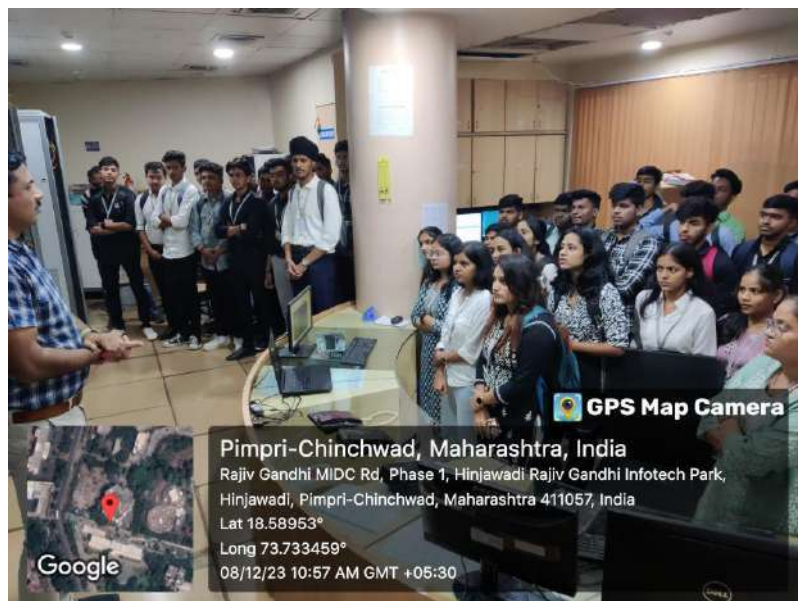 GPS Map Camera
Pimpri-Chinchwad, Maharashtra, India
Rajiv Gandhi MIDC Rd, Phase 1, Hinjawadi Rajiv Gandhi Infotech Park,
Hinjawadi, Pimpri-Chinchwad, Maharashtra 411057, India
Lat 18.58953°
Long 73.733459°
08/12/23 10:57 AM GMT +05:30
Google
DELL